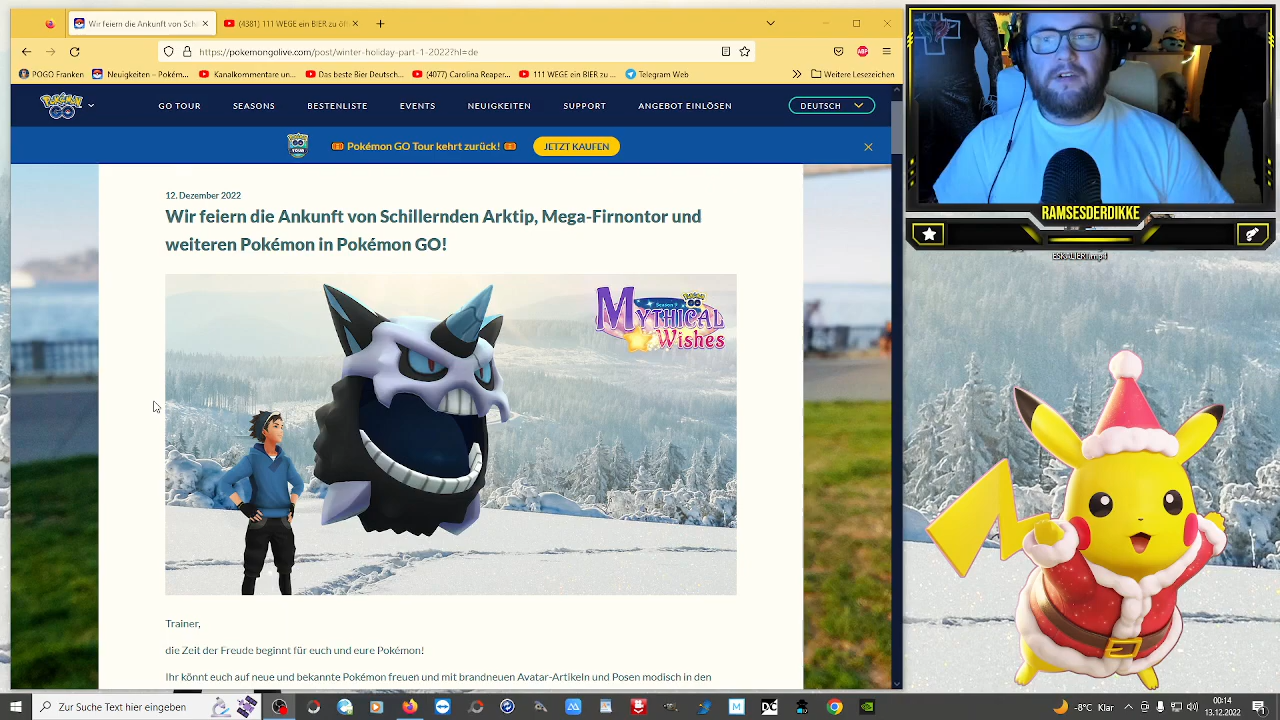 Wir feiern die Ankunft von Sch
(4381) 111 WEGE ein BIER zu öf
https://pokemongolive.com/post/winter-holiday-part-1-2022?hl=de
ABP
POGO Franken
Neuigkeiten – Pokém...
Kanalkommentare un...
Das beste Bier Deutsch...
(4077) Carolina Reaper...
111 WEGE ein BIER zu ...
Telegram Web
Weitere Lesezeichen
POKÉMON GO
GO TOUR
SEASONS
BESTENLISTE
EVENTS
NEUIGKEITEN
SUPPORT
ANGEBOT EINLÖSEN
DEUTSCH
Pokémon GO Tour kehrt zurück!
JETZT KAUFEN
12. Dezember 2022
Wir feiern die Ankunft von Schillernden Arktip, Mega-Firnontor und
weiteren Pokémon in Pokémon GO!
Mythical
Wishes
Trainer,
die Zeit der Freude beginnt für euch und eure Pokémon!
Ihr könnt euch auf neue und bekannte Pokémon freuen und mit brandneuen Avatar-Artikeln und Posen modisch in den
RAMSESDERDIKKE
Zur Suche Text hier eingeben
M
DC
-8°C Klar
00:14
13.12.2022